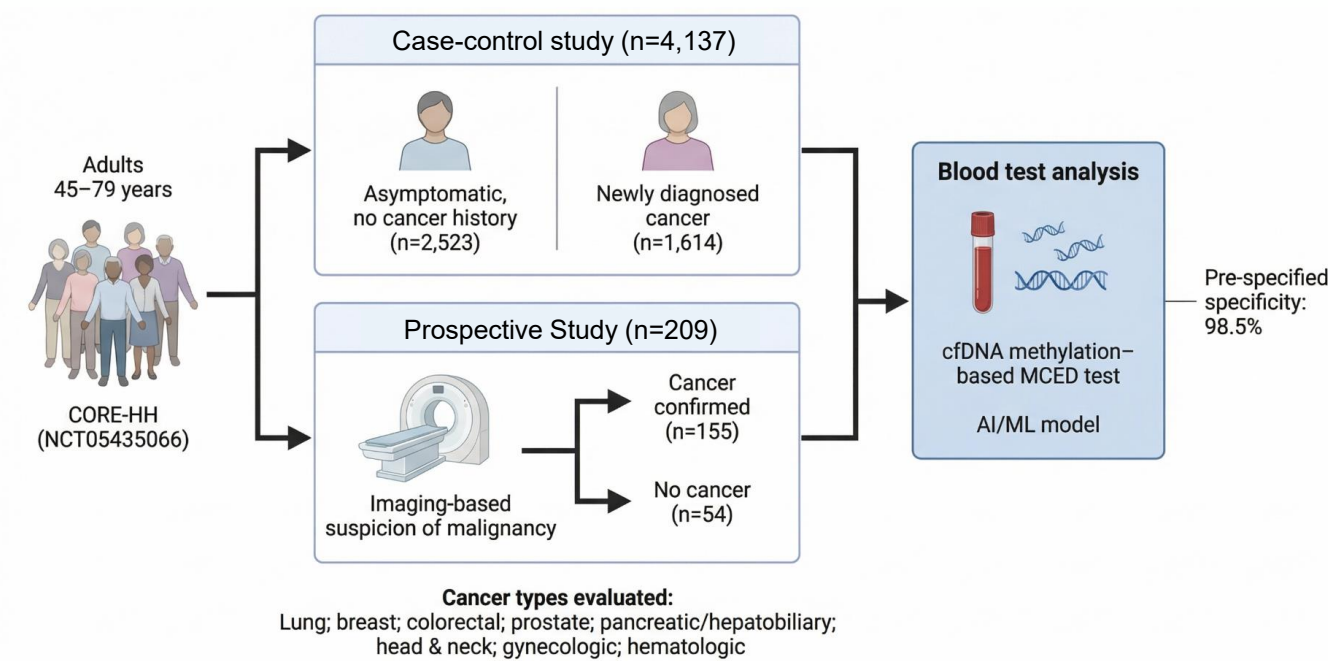 Case-control study (n=4,137)
Adults
45–79 years
CORE-HH
(NCT05435066)
Asymptomatic,
no cancer history
(n=2,523)
Newly diagnosed
cancer
(n=1,614)
Prospective Study (n=209)
Imaging-based
suspicion of malignancy
Cancer
confirmed
(n=155)
No cancer
(n=54)
Blood test analysis
cfDNA methylation–
based MCED test
AI/ML model
Pre-specified
specificity:
98.5%
Cancer types evaluated:
Lung; breast; colorectal; prostate; pancreatic/hepatobiliary;
head & neck; gynecologic; hematologic